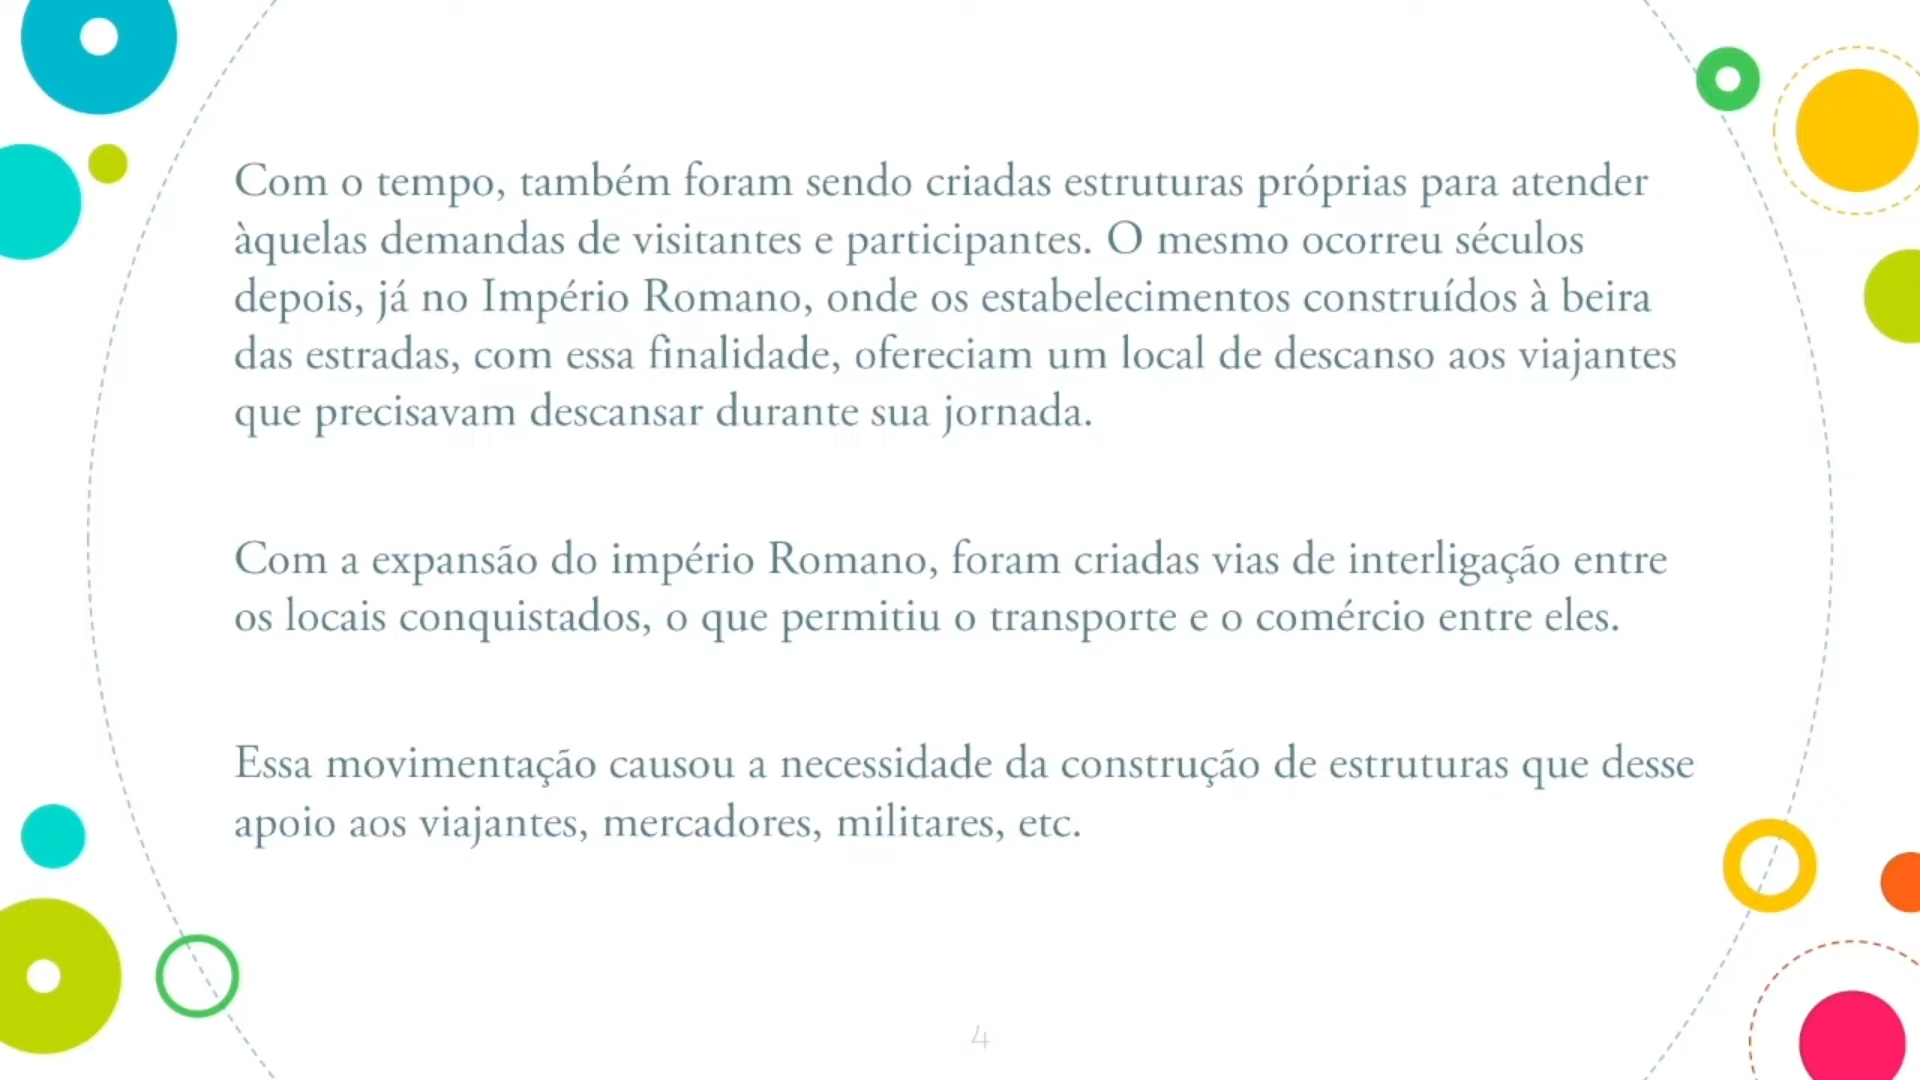 Com o tempo, também foram sendo criadas estruturas próprias para atender
àquelas demandas de visitantes e participantes. O mesmo ocorreu séculos
depois, já no Império Romano, onde os estabelecimentos construídos à beira
das estradas, com essa finalidade, ofereciam um local de descanso aos viajantes
que precisavam descansar durante sua jornada.
Com a expansão do império Romano, foram criadas vias de interligação entre
os locais conquistados, o que permitiu o transporte e o comércio entre eles.
Essa movimentação causou a necessidade da construção de estruturas que desse
apoio aos viajantes, mercadores, militares, etc.
4